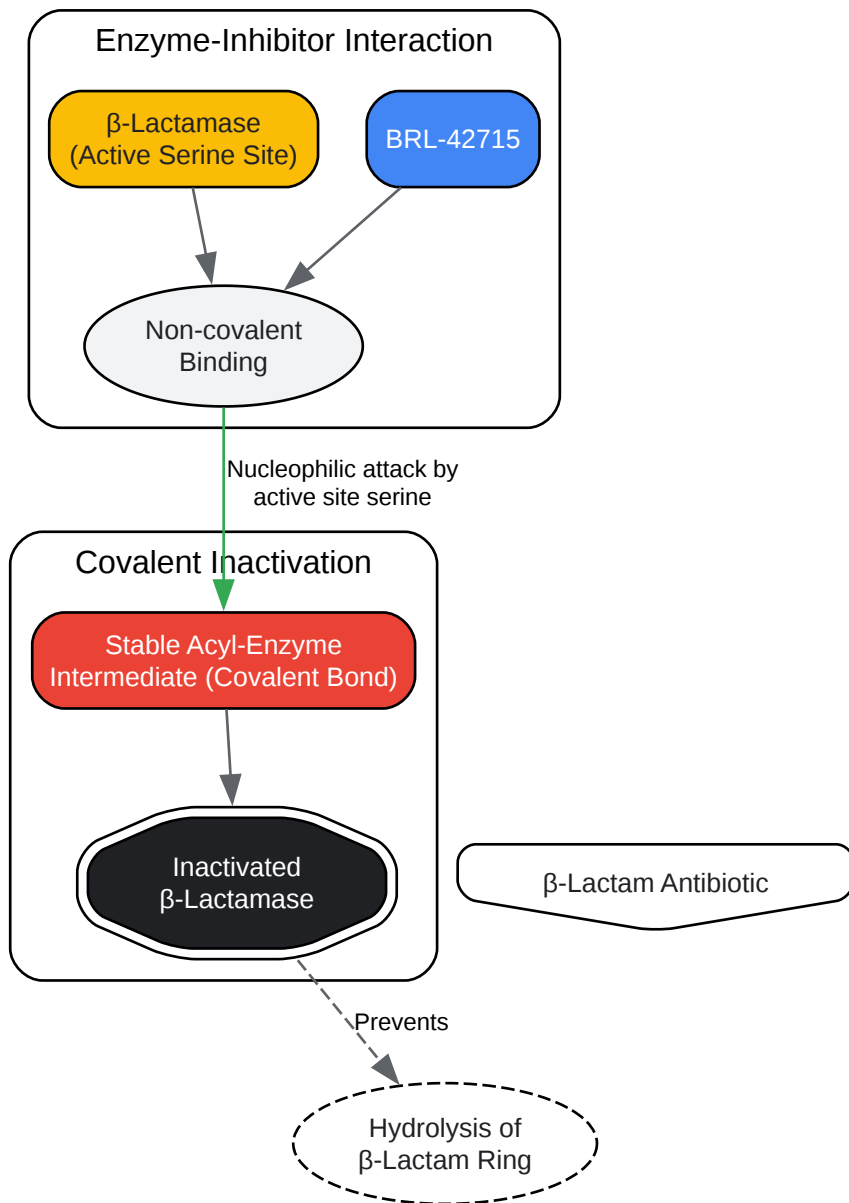 Enzyme-Inhibitor Interaction
β-Lactamase
(Active Serine Site)
BRL-42715
Non-covalent
Binding
Nucleophilic attack by
active site serine
Covalent Inactivation
Stable Acyl-Enzyme
Intermediate (Covalent Bond)
Inactivated
β-Lactamase
β-Lactam Antibiotic
Prevents
Hydrolysis of
β-Lactam Ring